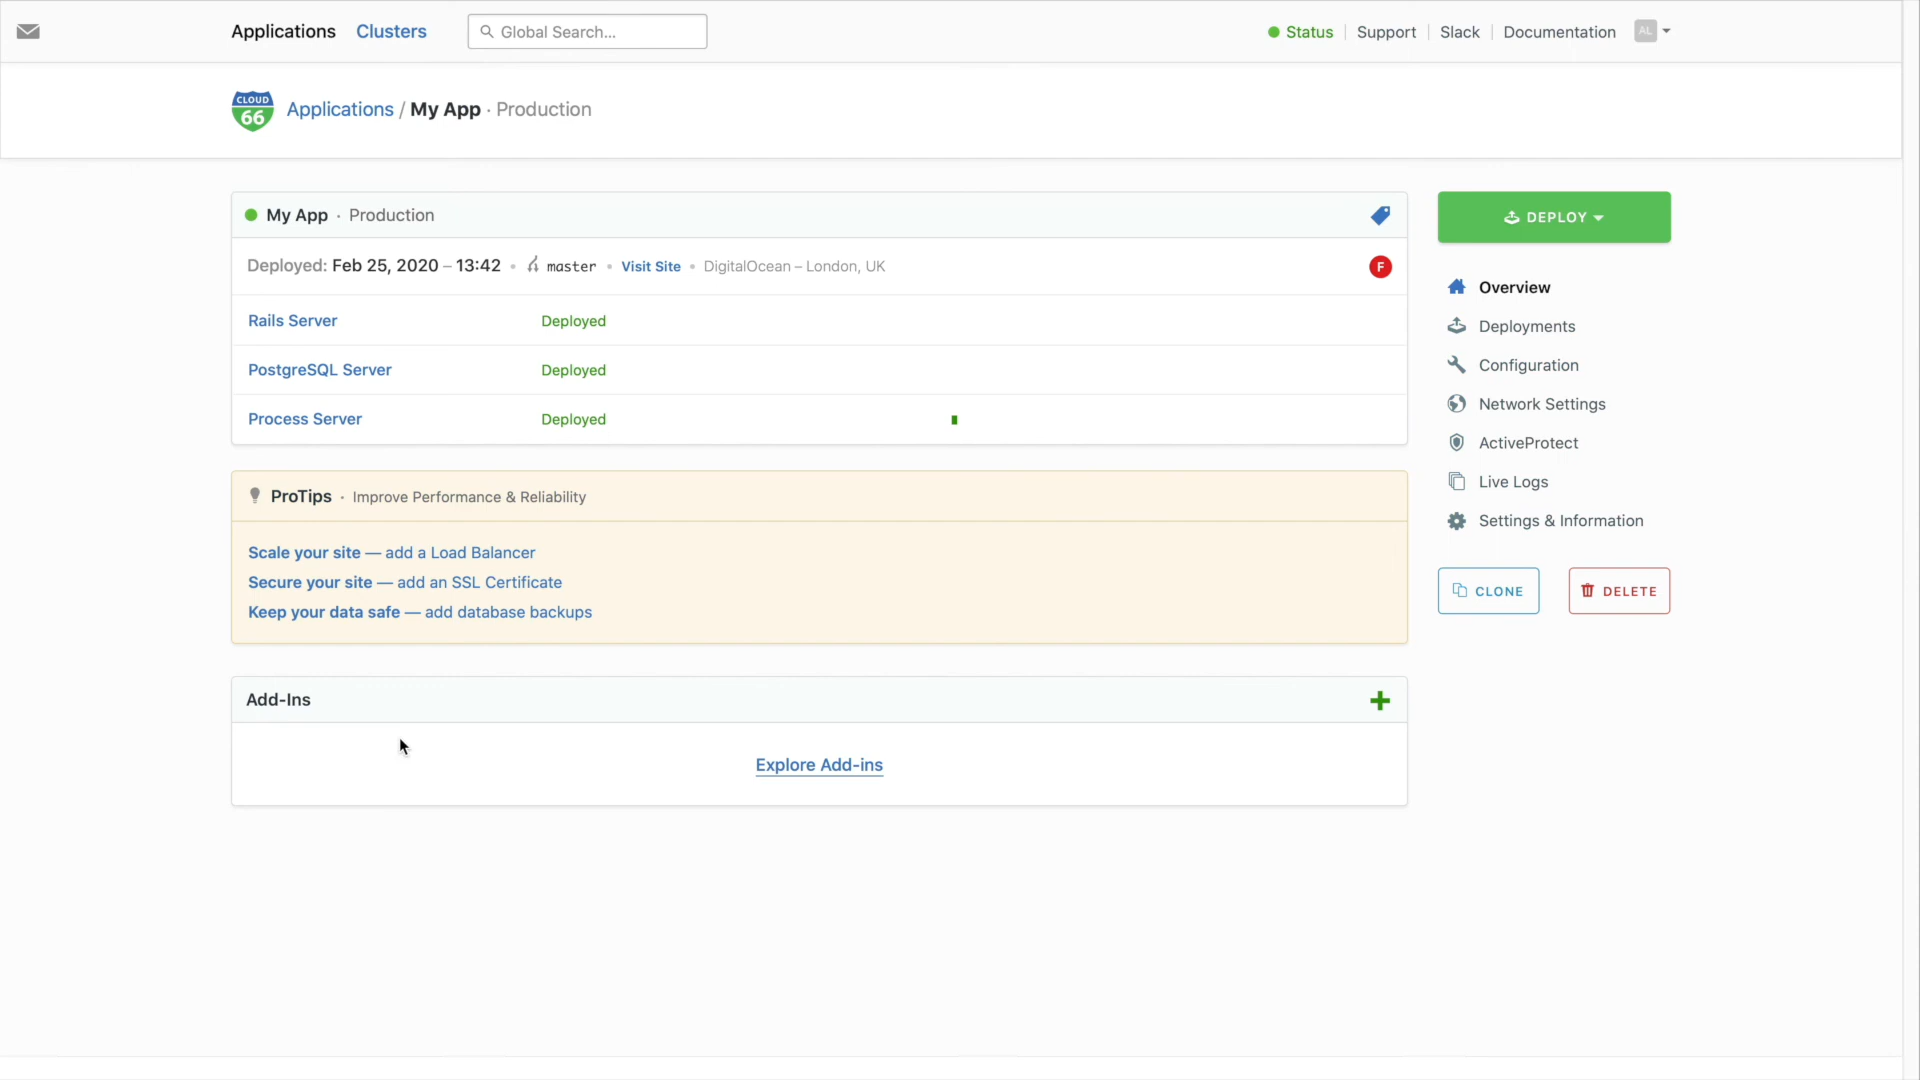 Applications Clusters Global Search... Status Support Slack Documentation AL
CLOUD 66 Applications / My App · Production
My App · Production
DEPLOY
Deployed: Feb 25, 2020 – 13:42 • master • Visit Site • DigitalOcean – London, UK F
Rails Server Deployed
PostgreSQL Server Deployed
Process Server Deployed
ProTips · Improve Performance & Reliability
Scale your site — add a Load Balancer
Secure your site — add an SSL Certificate
Keep your data safe — add database backups
Add-Ins
Explore Add-ins
Overview
Deployments
Configuration
Network Settings
ActiveProtect
Live Logs
Settings & Information
CLONE DELETE